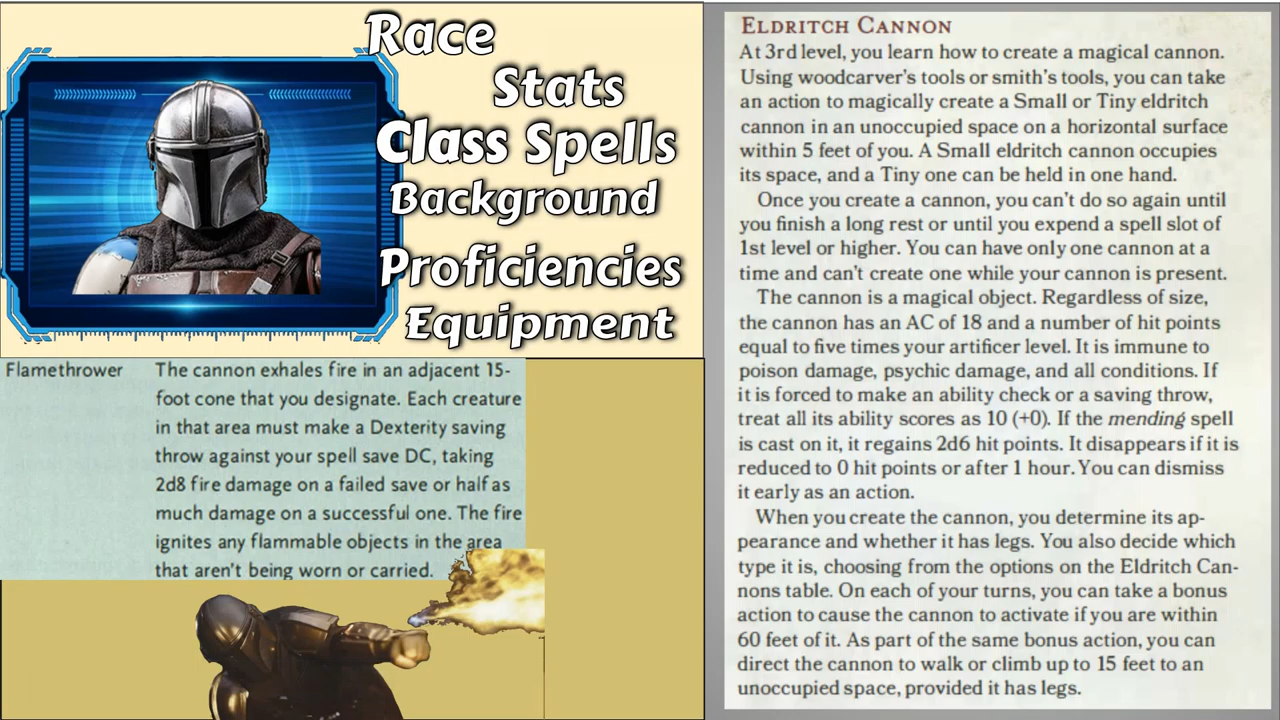 Race
Stats
Class Spells
Background
Proficiencies
Equipment
Flamethrower
The cannon exhales fire in an adjacent 15-
foot cone that you designate. Each creature
in that area must make a Dexterity saving
throw against your spell save DC, taking
2d8 fire damage on a failed save or half as
much damage on a successful one. The fire
ignites any flammable objects in the area
that aren't being worn or carried.
ELDRITCH CANNON
At 3rd level, you learn how to create a magical cannon.
Using woodcarver's tools or smith's tools, you can take
an action to magically create a Small or Tiny eldritch
cannon in an unoccupied space on a horizontal surface
within 5 feet of you. A Small eldritch cannon occupies
its space, and a Tiny one can be held in one hand.
Once you create a cannon, you can't do so again until
you finish a long rest or until you expend a spell slot of
1st level or higher. You can have only one cannon at a
time and can't create one while your cannon is present.
The cannon is a magical object. Regardless of size,
the cannon has an AC of 18 and a number of hit points
equal to five times your artificer level. It is immune to
poison damage, psychic damage, and all conditions. If
it is forced to make an ability check or a saving throw,
treat all its ability scores as 10 (+0). If the mending spell
is cast on it, it regains 2d6 hit points. It disappears if it is
reduced to 0 hit points or after 1 hour. You can dismiss
it early as an action.
When you create the cannon, you determine its ap-
pearance and whether it has legs. You also decide which
type it is, choosing from the options on the Eldritch Can-
nons table. On each of your turns, you can take a bonus
action to cause the cannon to activate if you are within
60 feet of it. As part of the same bonus action, you can
direct the cannon to walk or climb up to 15 feet to an
unoccupied space, provided it has legs.